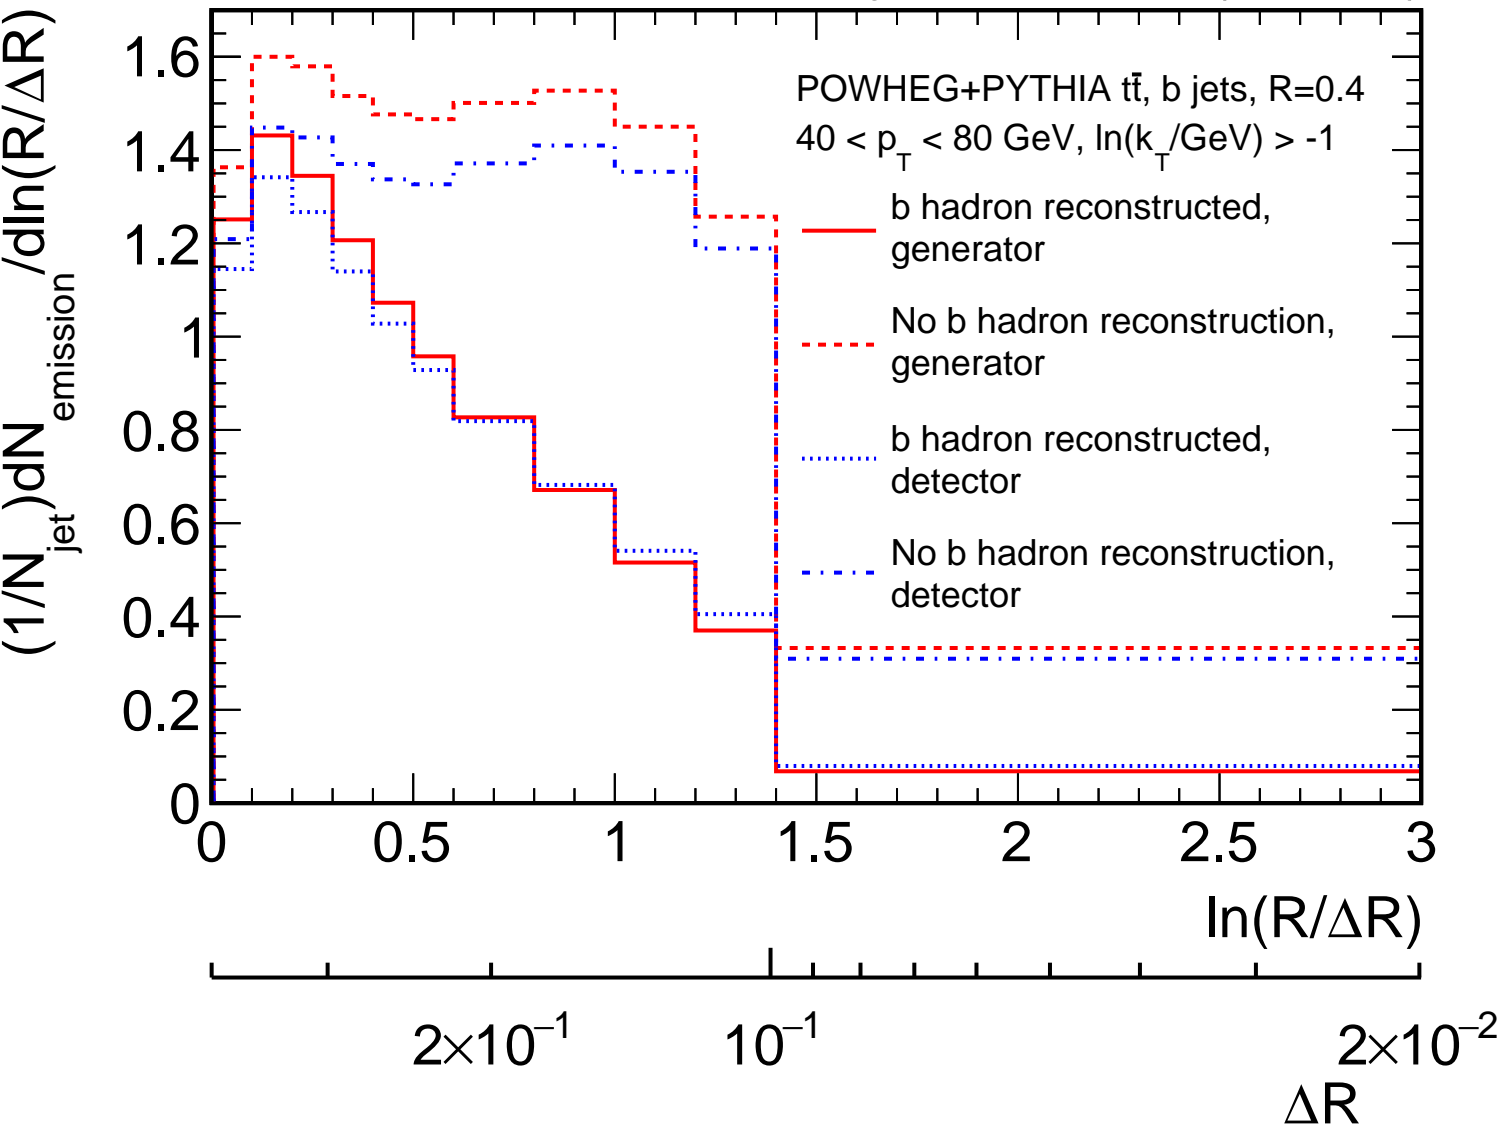 POWHEG+PYTHIA tt̄, b jets, R=0.4
40 < p_T < 80 GeV, ln(k_T/GeV) > -1
b hadron reconstructed,
generator
No b hadron reconstruction,
generator
b hadron reconstructed,
detector
No b hadron reconstruction,
detector
(1/N_jet)dN_emission/dln(R/ΔR)
1.6
1.4
1.2
1
0.8
0.6
0.4
0.2
0
0 0.5 1 1.5 2 2.5 3
ln(R/ΔR)
2×10⁻¹ 10⁻¹ 2×10⁻²
ΔR